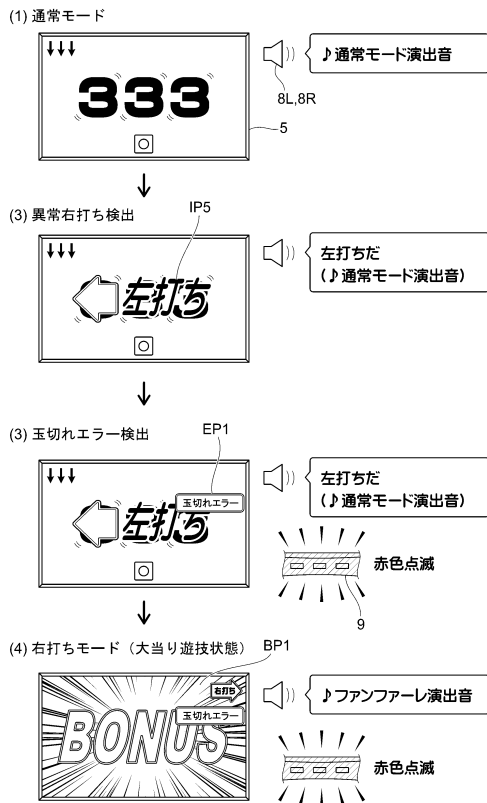 (1) 通常モード
↓↓↓
333
♪通常モード演出音
8L,8R
5
(3) 異常右打ち検出
IP5
↓↓↓
左打ち
左打ちだ
(♪通常モード演出音)
(3) 玉切れエラー検出
EP1
↓↓↓
左打ち
玉切れエラー
左打ちだ
(♪通常モード演出音)
赤色点滅
9
(4) 右打ちモード（大当り遊技状態）
BP1
右打ち
玉切れエラー
BONUS
♪ファンファーレ演出音
赤色点滅